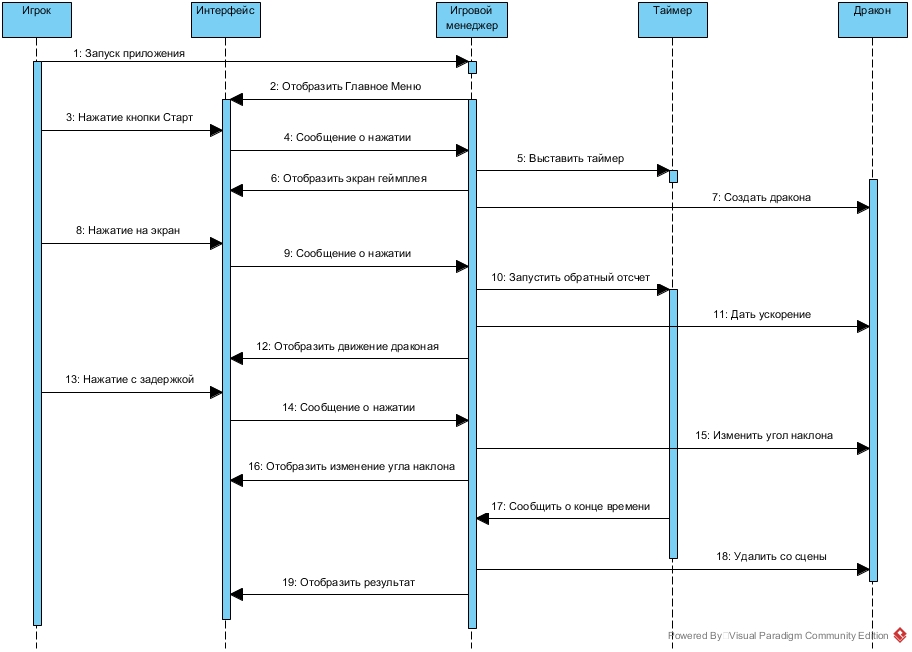 Игрок
Интерфейс
Игровой
менеджер
Таймер
Дракон
1: Запуск приложения
2: Отобразить Главное Меню
3: Нажатие кнопки Старт
4: Сообщение о нажатии
5: Выставить таймер
6: Отобразить экран геймплея
7: Создать дракона
8: Нажатие на экран
9: Сообщение о нажатии
10: Запустить обратный отсчет
11: Дать ускорение
12: Отобразить движение драконая
13: Нажатие с задержкой
14: Сообщение о нажатии
15: Изменить угол наклона
16: Отобразить изменение угла наклона
17: Сообщить о конце времени
18: Удалить со сцены
19: Отобразить результат
Powered By Visual Paradigm Community Edition